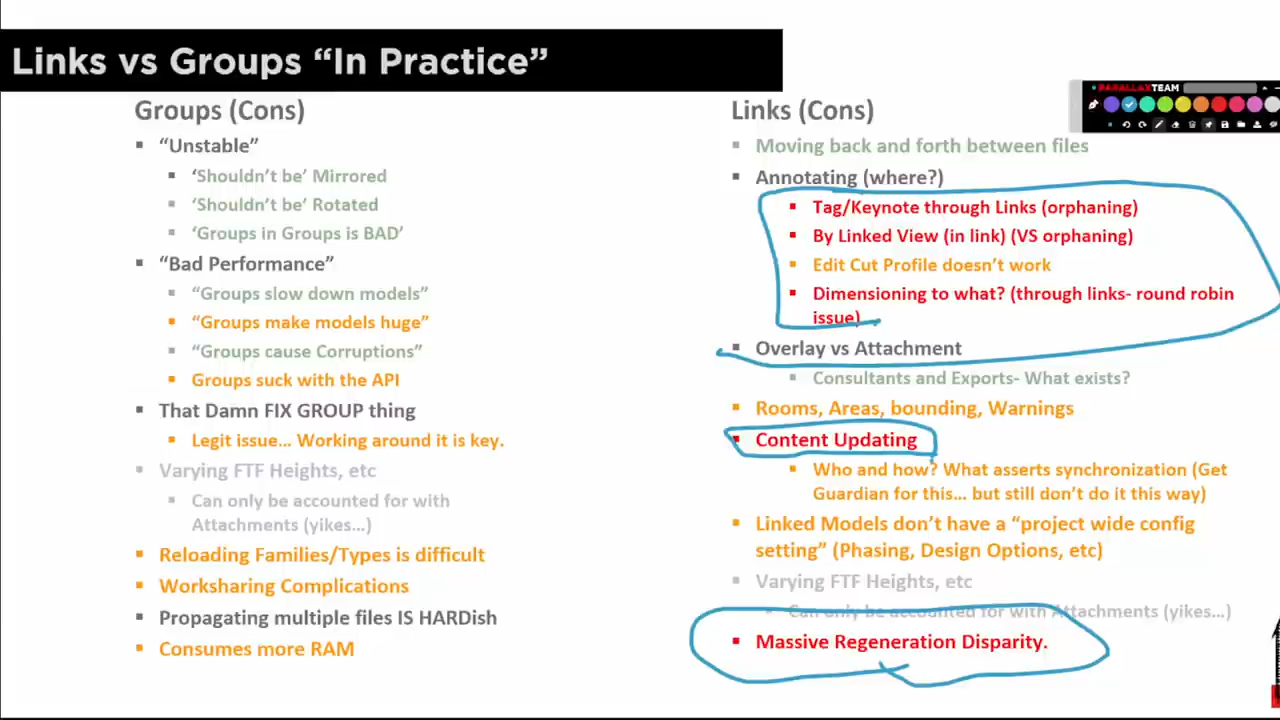 Links vs Groups “In Practice”
PARALLAXTEAM
Groups (Cons)
“Unstable”
‘Shouldn’t be’ Mirrored
‘Shouldn’t be’ Rotated
‘Groups in Groups is BAD’
“Bad Performance”
“Groups slow down models”
“Groups make models huge”
“Groups cause Corruptions”
Groups suck with the API
That Damn FIX GROUP thing
Legit issue… Working around it is key.
Varying FTF Heights, etc
Can only be accounted for with
Attachments (yikes…)
Reloading Families/Types is difficult
Worksharing Complications
Propagating multiple files IS HARDish
Consumes more RAM
Links (Cons)
Moving back and forth between files
Annotating (where?)
Tag/Keynote through Links (orphaning)
By Linked View (in link) (VS orphaning)
Edit Cut Profile doesn’t work
Dimensioning to what? (through links- round robin
issue)
Overlay vs Attachment
Consultants and Exports- What exists?
Rooms, Areas, bounding, Warnings
Content Updating
Who and how? What asserts synchronization (Get
Guardian for this… but still don’t do it this way)
Linked Models don’t have a “project wide config
setting” (Phasing, Design Options, etc)
Varying FTF Heights, etc
Can only be accounted for with Attachments (yikes…)
Massive Regeneration Disparity.